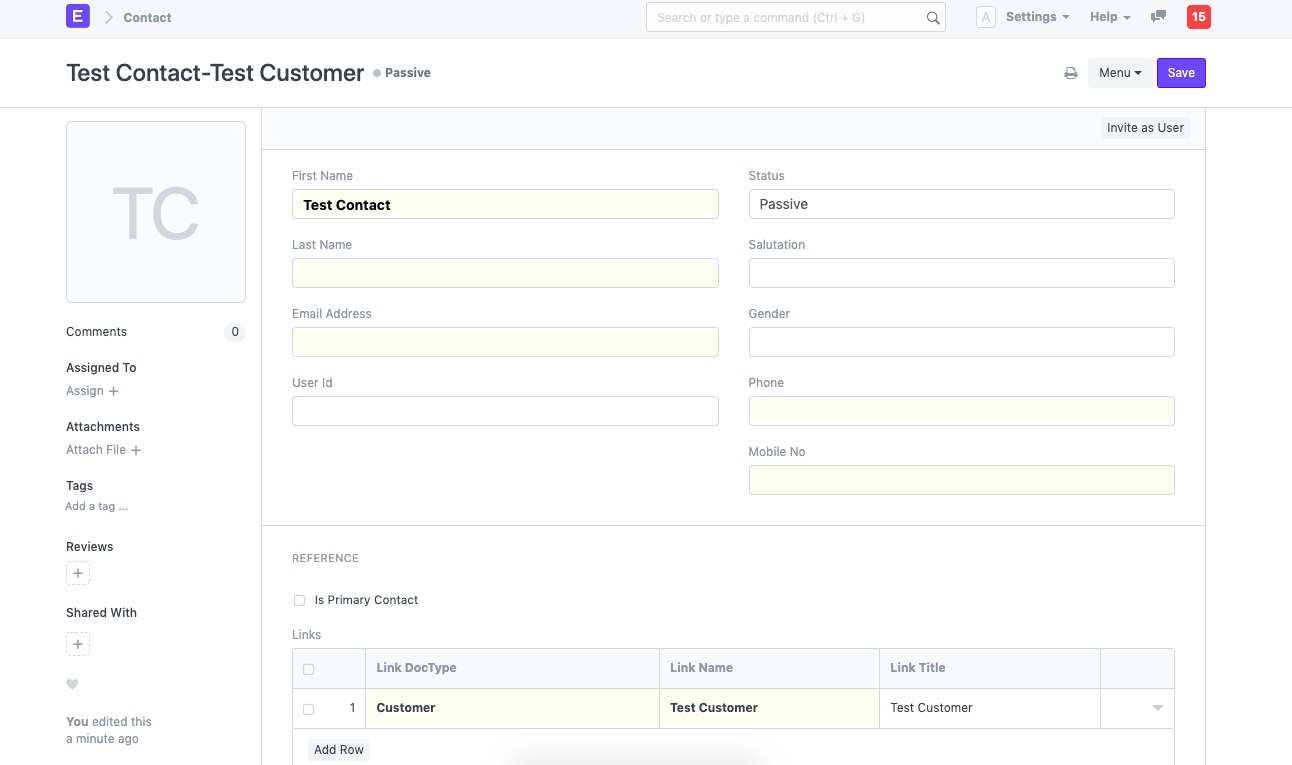 E
Contact
Search or type a command (Ctrl + G)
A
Settings
Help
15
Test Contact-Test Customer
Passive
Menu
Save
TC
Comments
0
Assigned To
Assign +
Attachments
Attach File +
Tags
Add a tag ...
Reviews
+
Shared With
+
You edited this
a minute ago
Invite as User
First Name
Test Contact
Last Name
Email Address
User Id
Status
Passive
Salutation
Gender
Phone
Mobile No
REFERENCE
Is Primary Contact
Links
Link DocType Link Name Link Title
1 Customer Test Customer Test Customer
Add Row